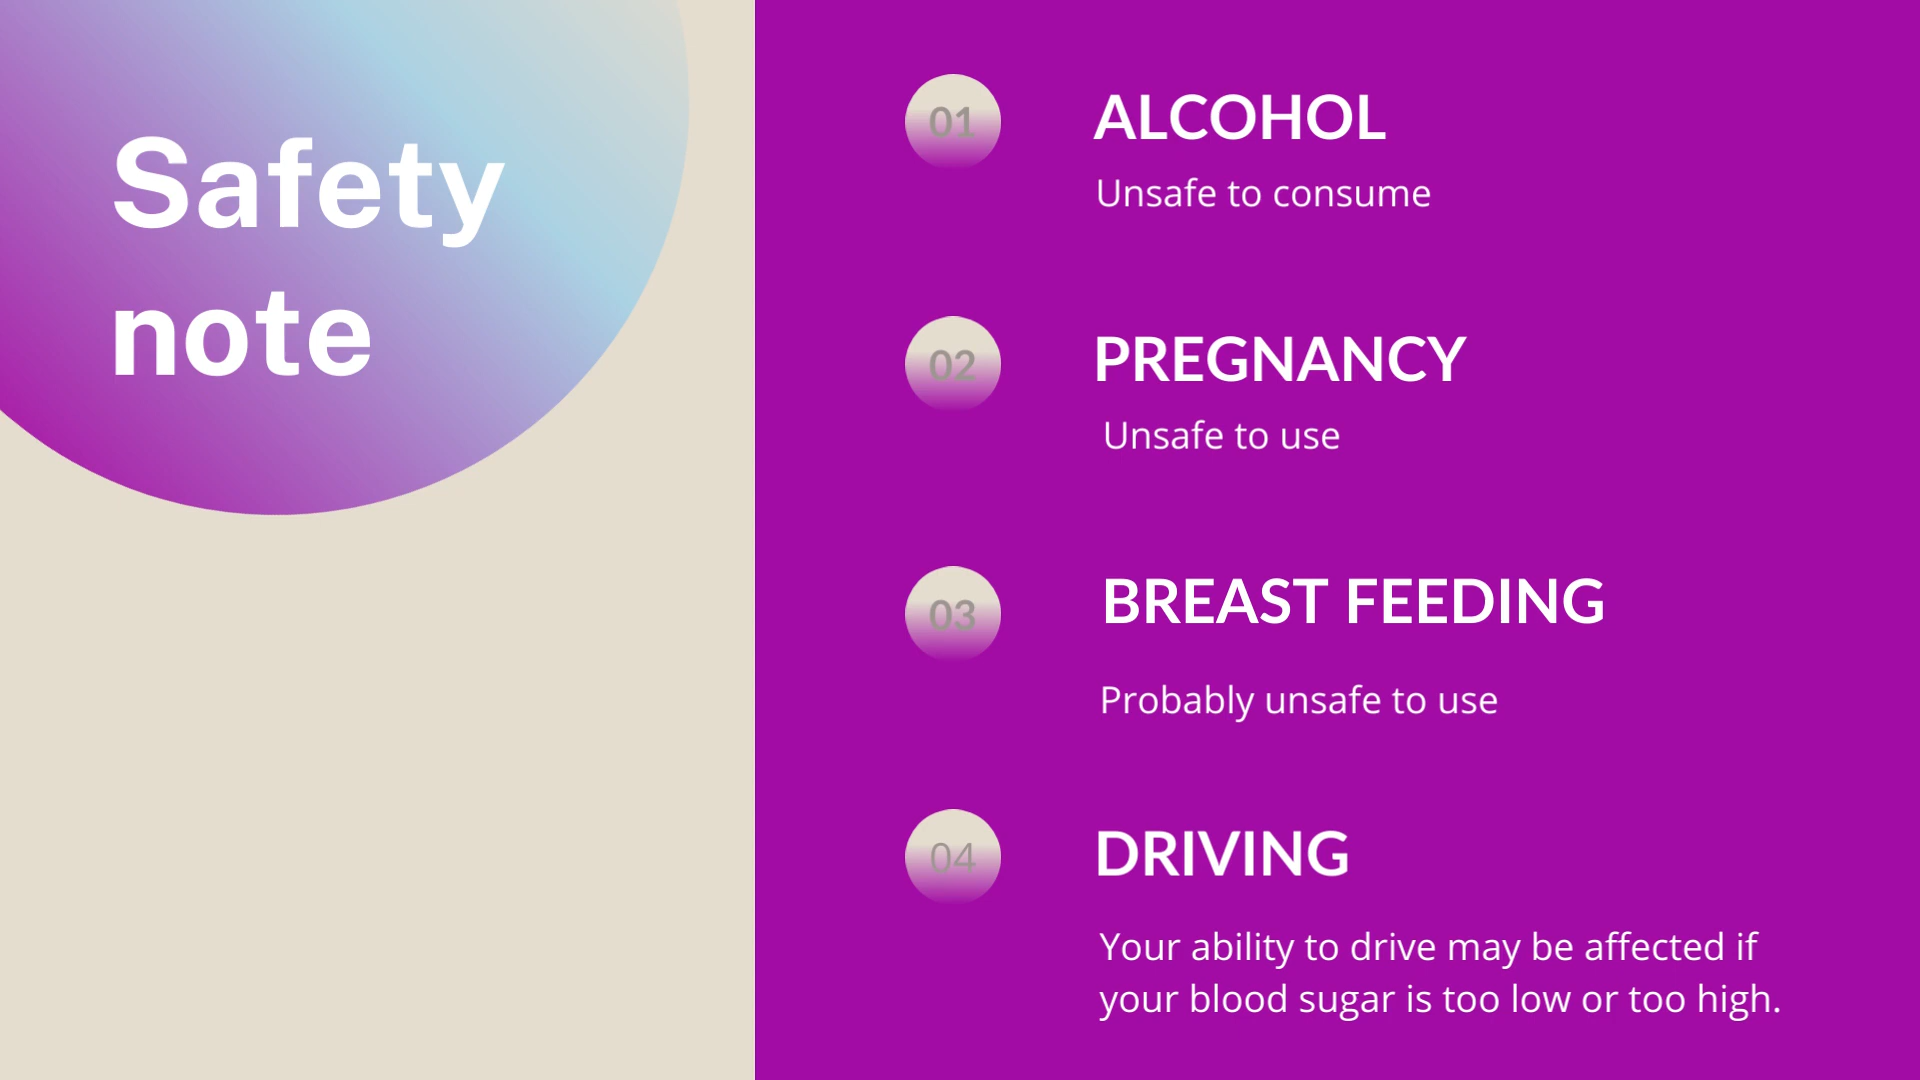 Safety
note
01
ALCOHOL
Unsafe to consume
02
PREGNANCY
Unsafe to use
03
BREAST FEEDING
Probably unsafe to use
04
DRIVING
Your ability to drive may be affected if
your blood sugar is too low or too high.